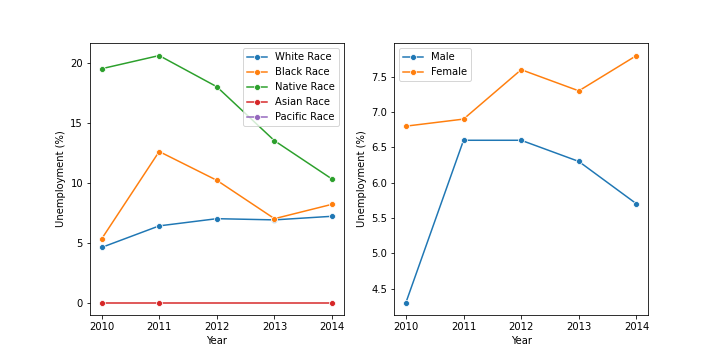 White Race
Black Race
Native Race
Asian Race
Pacific Race
20
15
10
5
0
Unemployment (%)
2010 2011 2012 2013 2014
Year
Male
Female
7.5
7.0
6.5
6.0
5.5
5.0
4.5
Unemployment (%)
2010 2011 2012 2013 2014
Year